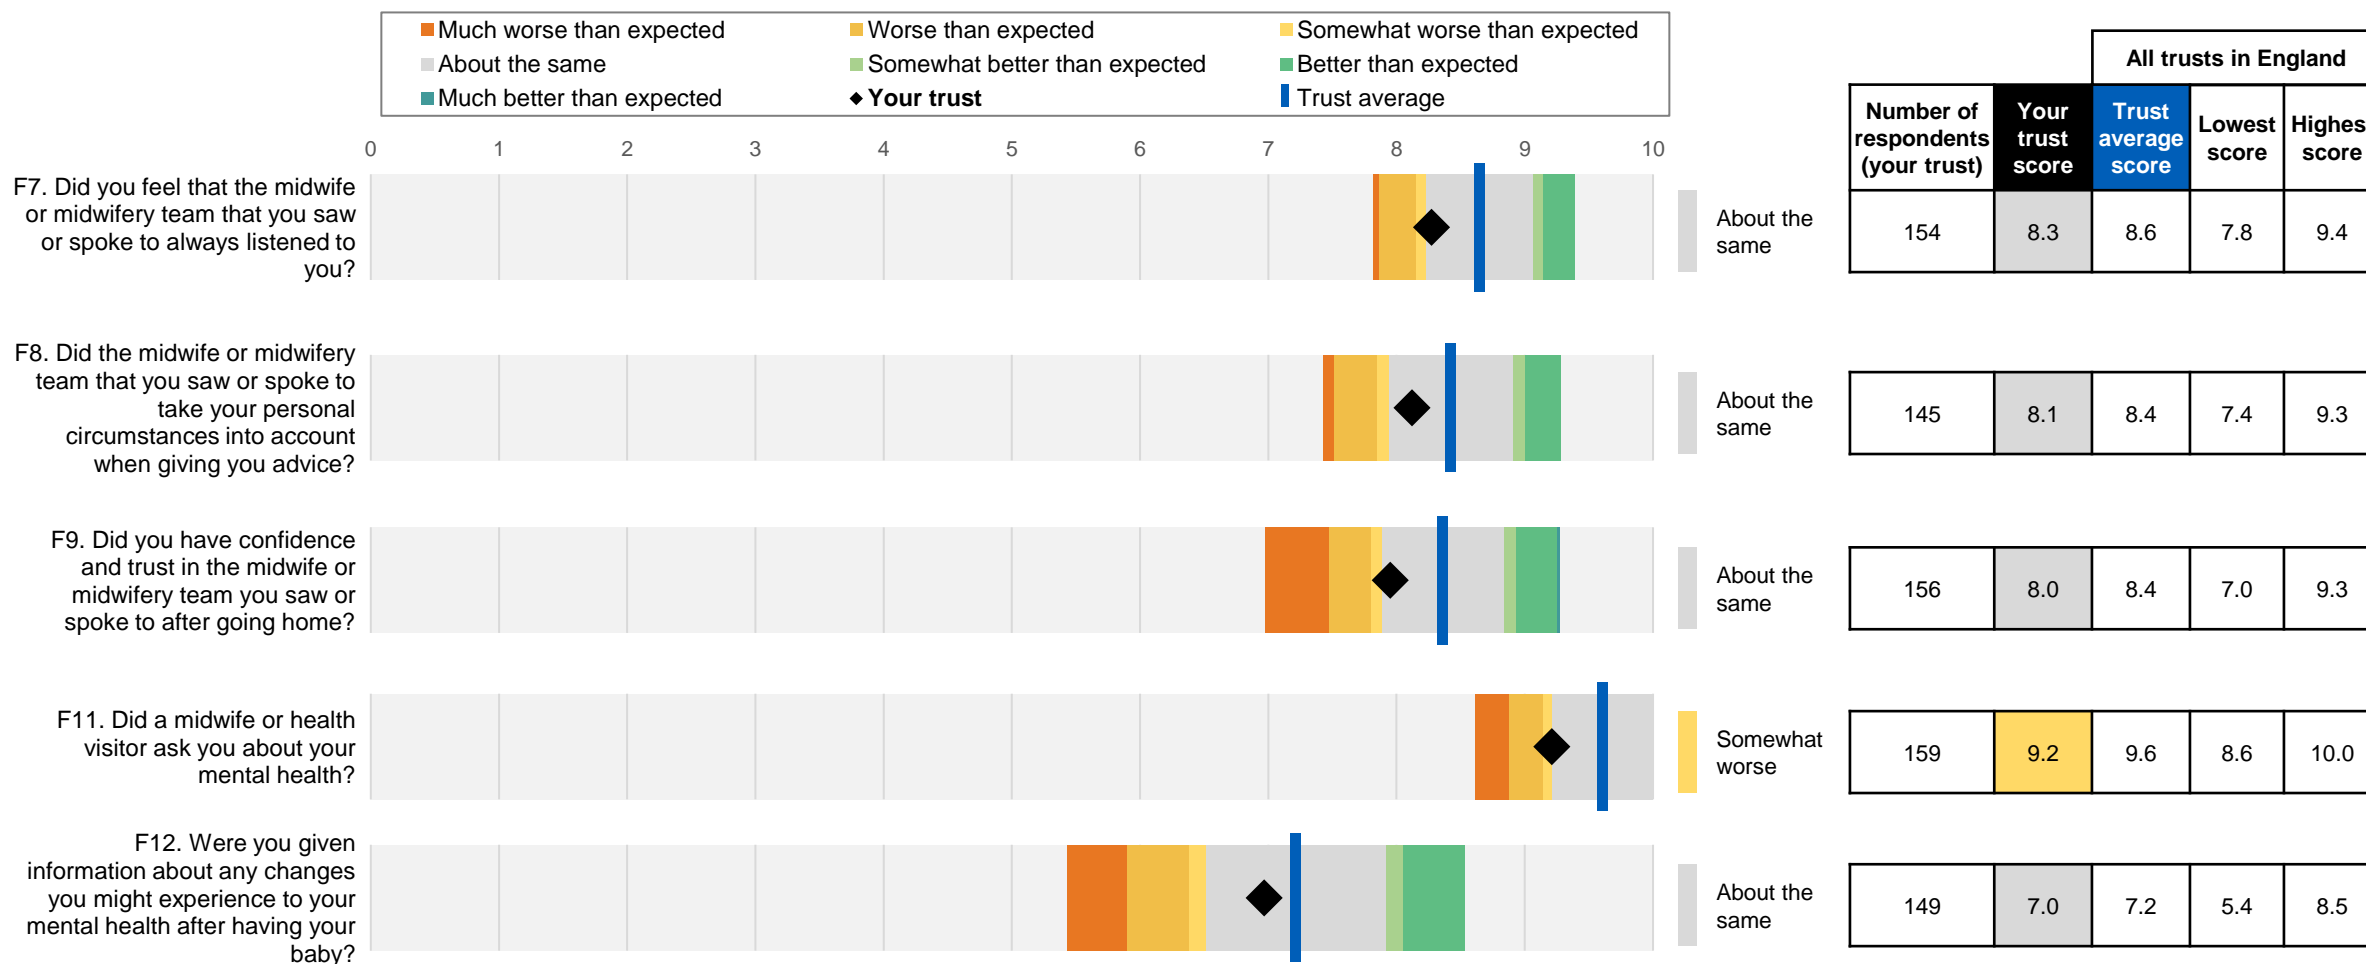 Much worse than expected
Worse than expected
Somewhat worse than expected
About the same
Somewhat better than expected
Better than expected
Much better than expected
Your trust
Trust average
All trusts in England
Number of respondents (your trust)
Your trust score
Trust average score
Lowest score
Highes score
0 1 2 3 4 5 6 7 8 9 10
F7. Did you feel that the midwife
or midwifery team that you saw
or spoke to always listened to
you?
About the
same
154 8.3 8.6 7.8 9.4
F8. Did the midwife or midwifery
team that you saw or spoke to
take your personal
circumstances into account
when giving you advice?
About the
same
145 8.1 8.4 7.4 9.3
F9. Did you have confidence
and trust in the midwife or
midwifery team you saw or
spoke to after going home?
About the
same
156 8.0 8.4 7.0 9.3
F11. Did a midwife or health
visitor ask you about your
mental health?
Somewhat
worse
159 9.2 9.6 8.6 10.0
F12. Were you given
information about any changes
you might experience to your
mental health after having your
baby?
About the
same
149 7.0 7.2 5.4 8.5